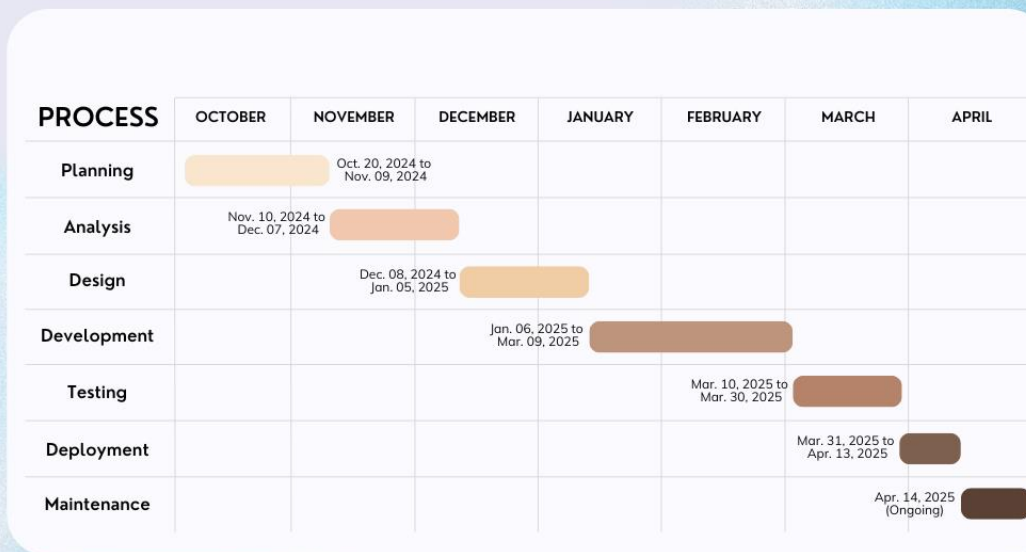 PROCESS OCTOBER NOVEMBER DECEMBER JANUARY FEBRUARY MARCH APRIL
Planning
Oct. 20, 2024 to
Nov. 09, 2024
Analysis
Nov. 10, 2024 to
Dec. 07, 2024
Design
Dec. 08, 2024 to
Jan. 05, 2025
Development
Jan. 06, 2025 to
Mar. 09, 2025
Testing
Mar. 10, 2025 to
Mar. 30, 2025
Deployment
Mar. 31, 2025 to
Apr. 13, 2025
Maintenance
Apr. 14, 2025
(Ongoing)